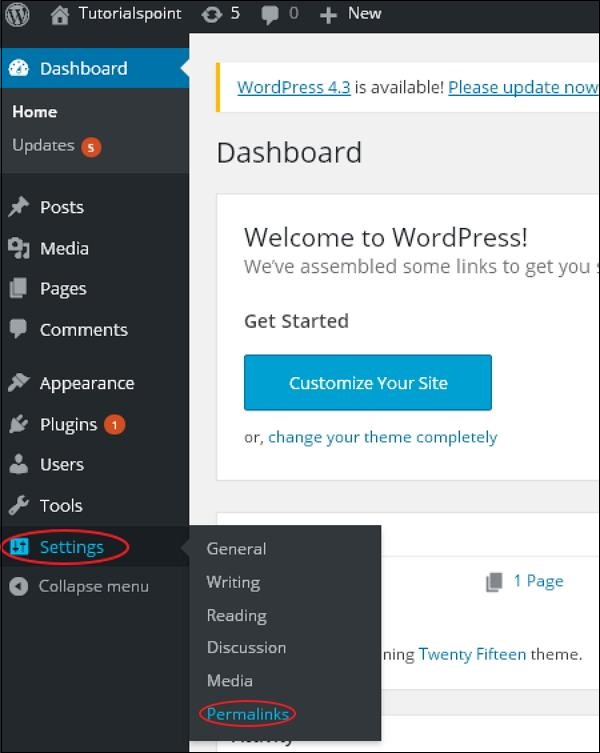 Tutorialspoint 5 0 New
Dashboard
Home
Updates 5
Posts
Media
Pages
Comments
Appearance
Plugins 1
Users
Tools
Settings
Collapse menu
General
Writing
Reading
Discussion
Media
Permalinks
WordPress 4.3 is available! Please update now
Dashboard
Welcome to WordPress!
We've assembled some links to get you
Get Started
Customize Your Site
or, change your theme completely
1 Page
ning Twenty Fifteen theme.